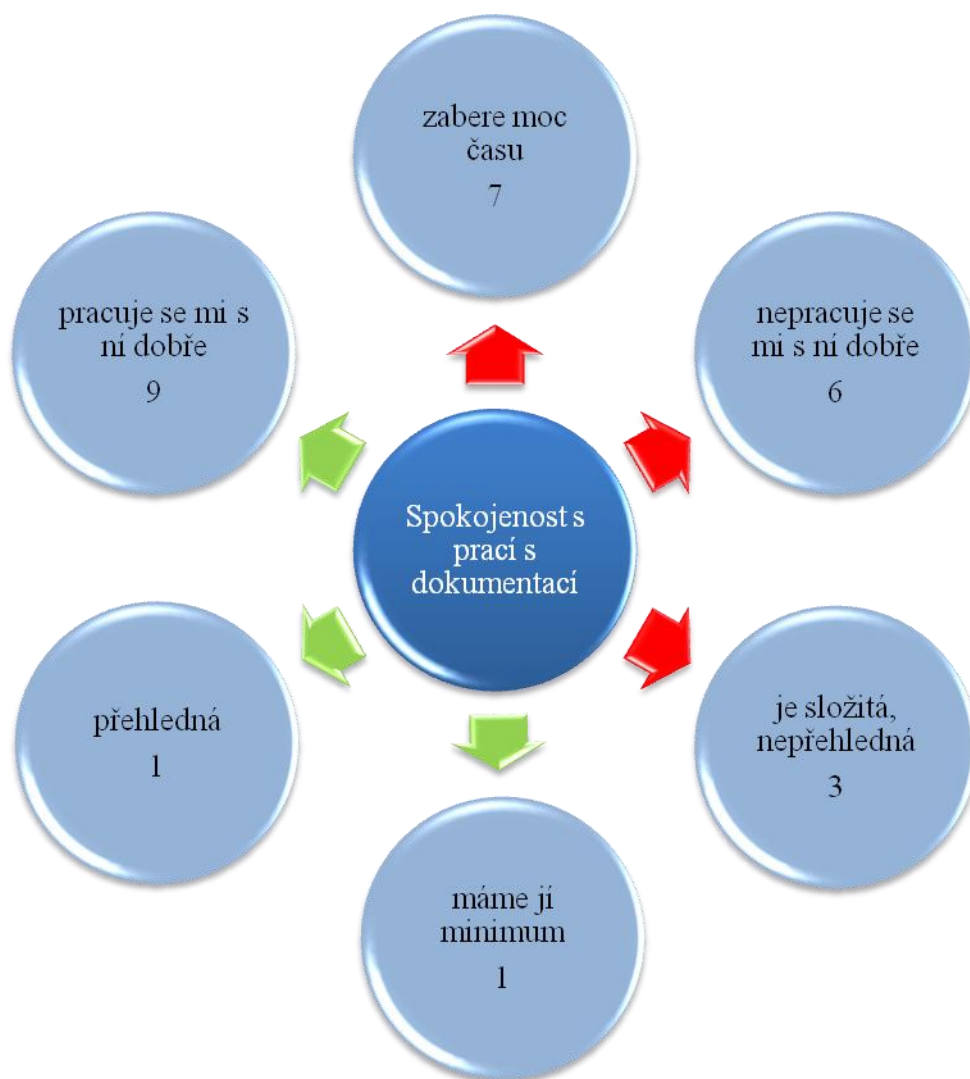 zabere moc
času
7
pracuje se mi s
ní dobře
9
nepracuje se
mi s ní dobře
6
Spokojenost s
prací s
dokumentací
přehledná
1
je složitá,
nepřehledná
3
máme jí
minimum
1